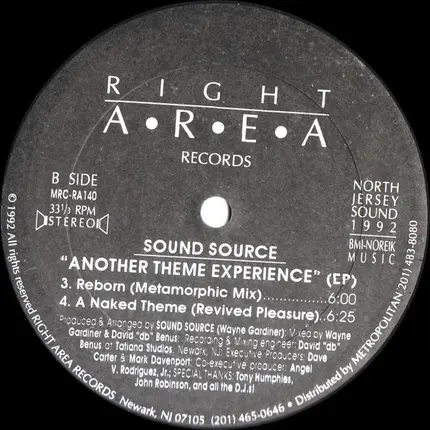 RIGHT
A•R•E•A
RECORDS
B SIDE
MRC-RA140
33⅓ RPM
STEREO
NORTH
JERSEY
SOUND
1992
BMI-NOREIK
MUSIC
SOUND SOURCE
"ANOTHER THEME EXPERIENCE" (EP)
3. Reborn (Metamorphic Mix)..............6:00
4. A Naked Theme (Revived Pleasure)..6:25
Produced & Arranged by SOUND SOURCE (Wayne Gardiner): Mixed by Wayne
Gardiner and David "db" Benus: Recording & Mixing engineer: David "db"
Benus at Tatiana Studios, Newark, NJ: Executive Producers: Dave
Carter & Mark Davenport: Co-executive producer: Angel
V. Rodriguez, Jr.: SPECIAL THANKS: Tony Humphies,
John Robinson, and all the D.J.s!
©1992 All rights reserved RIGHT AREA RECORDS Newark, NJ 07105 (201) 465-0646 • Distributed by METROPOLITAN 201) 483-8080